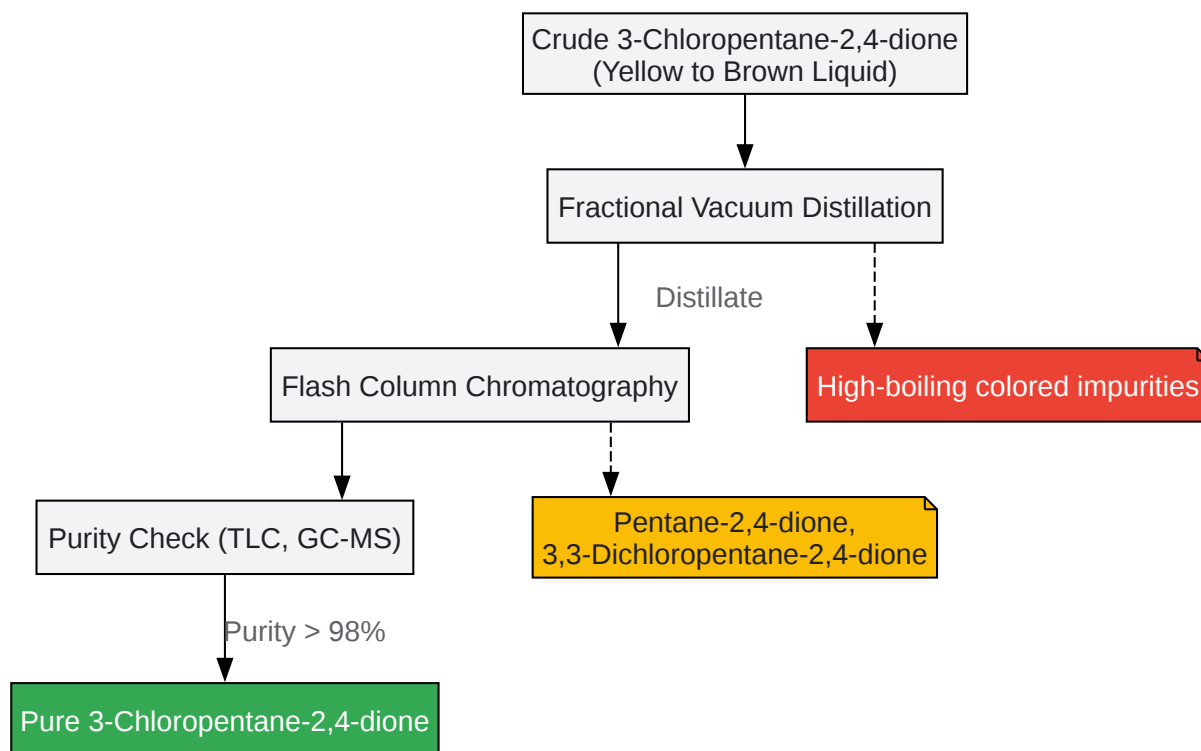 Crude 3-Chloropentane-2,4-dione
(Yellow to Brown Liquid)
Fractional Vacuum Distillation
Distillate
Flash Column Chromatography
High-boiling colored impurities
Purity Check (TLC, GC-MS)
Pentane-2,4-dione,
3,3-Dichloropentane-2,4-dione
Purity > 98%
Pure 3-Chloropentane-2,4-dione